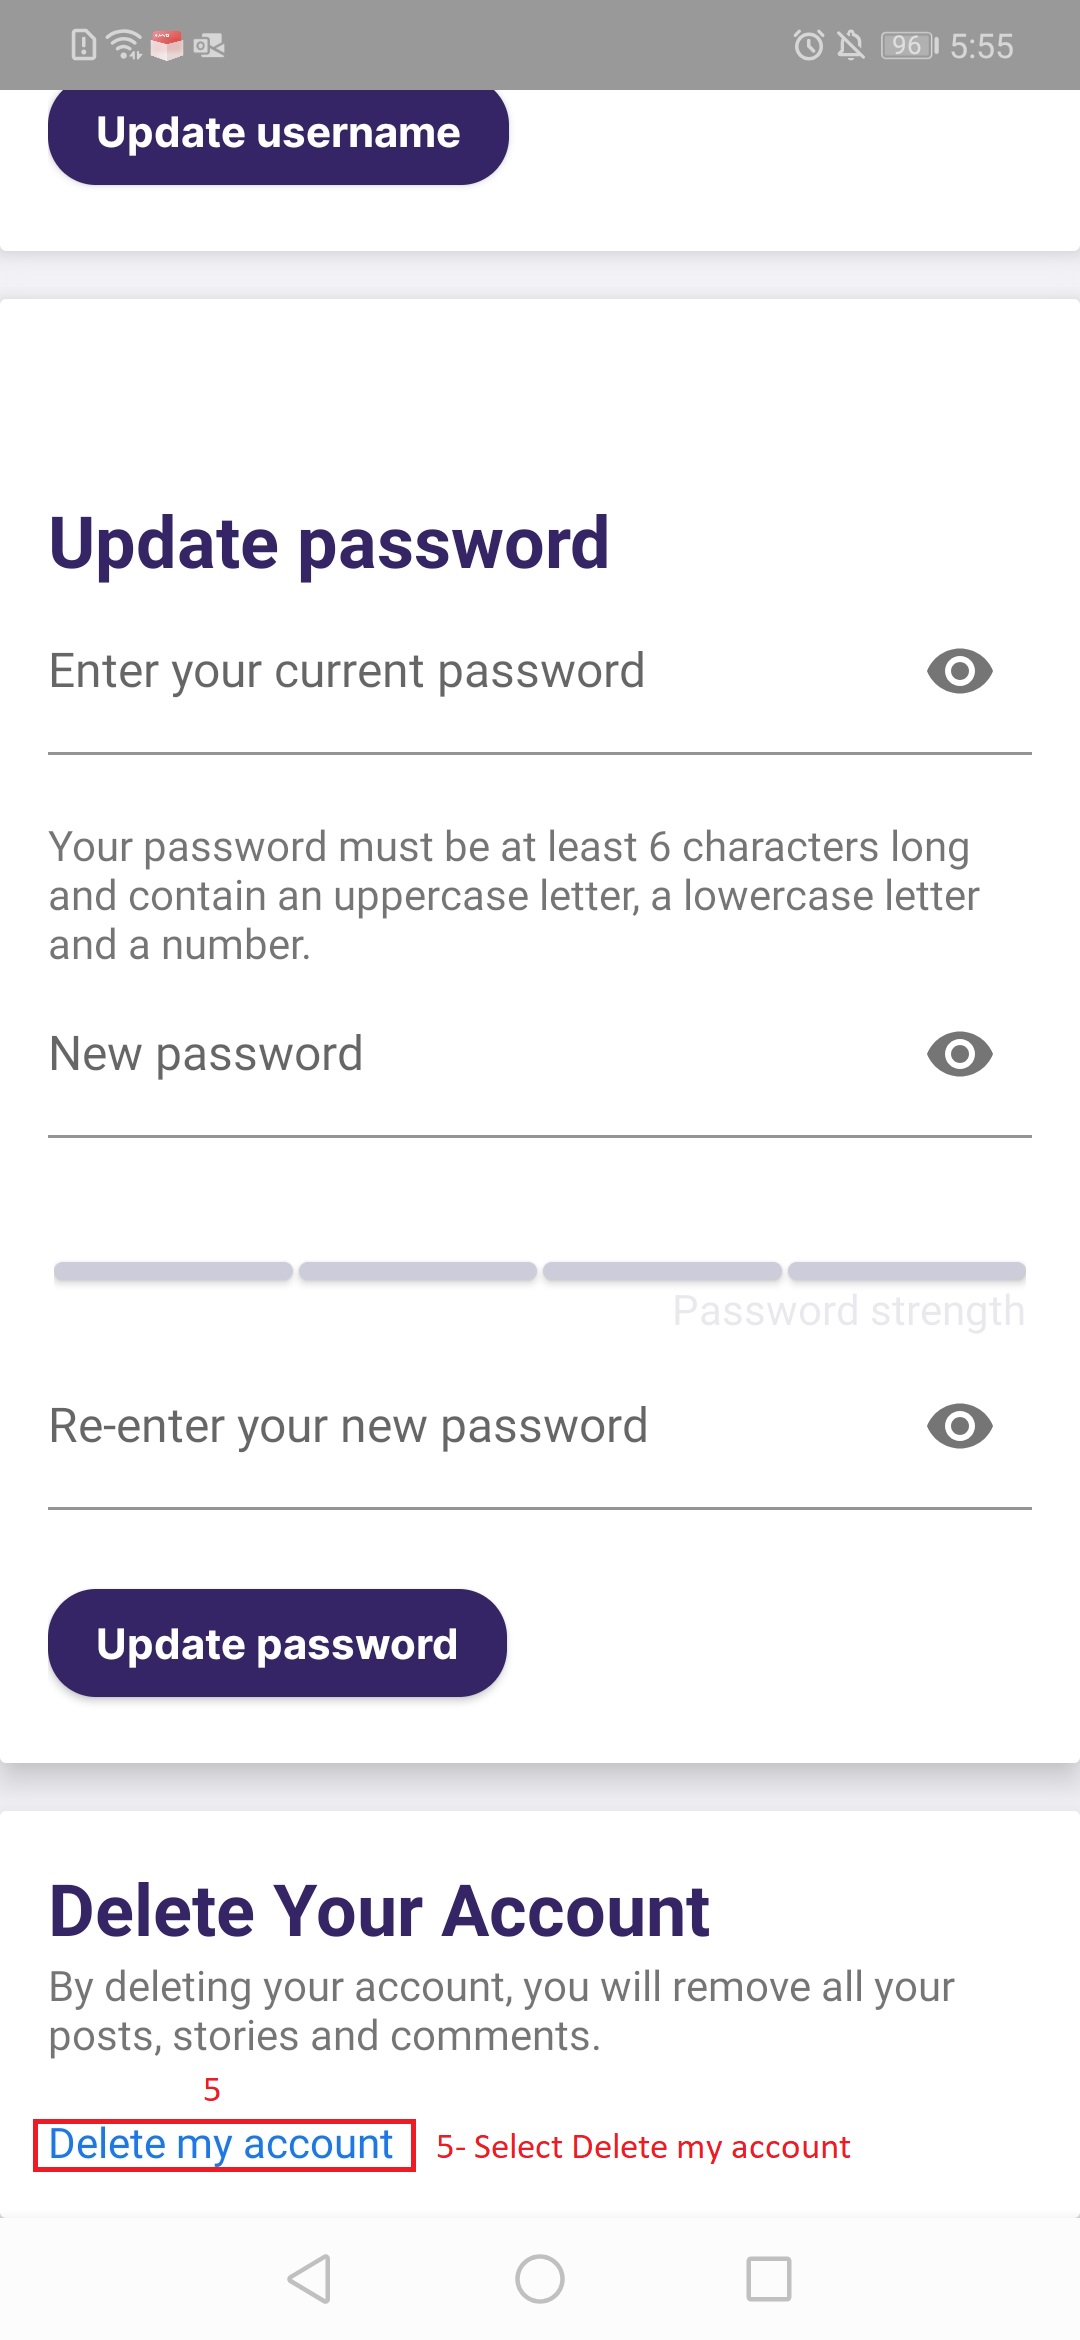 96 5:55
Update username
Update password
Enter your current password
Your password must be at least 6 characters long
and contain an uppercase letter, a lowercase letter
and a number.
New password
Password strength
Re-enter your new password
Update password
Delete Your Account
By deleting your account, you will remove all your
posts, stories and comments.
5
Delete my account 5- Select Delete my account